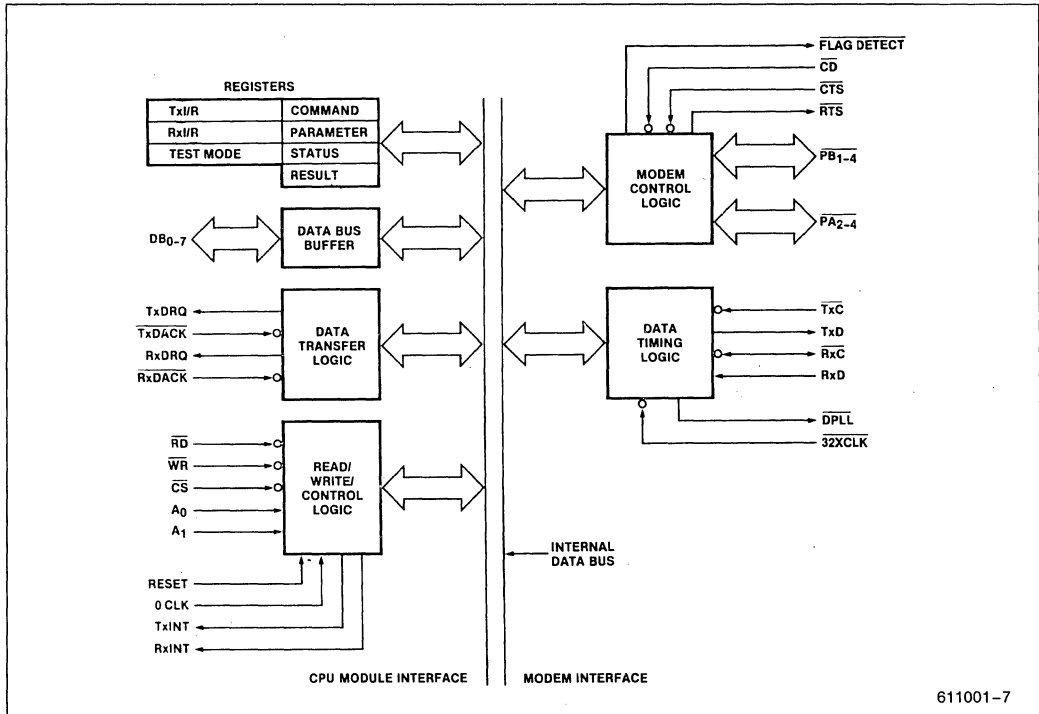 REGISTERS
TxI/R COMMAND
RxI/R PARAMETER
TEST MODE STATUS
RESULT
DB0-7
DATA BUS
BUFFER
TxDRQ
TxDACK
RxDRQ
RxDACK
DATA
TRANSFER
LOGIC
RD
WR
CS
A0
A1
READ/
WRITE/
CONTROL
LOGIC
RESET
0 CLK
TxINT
RxINT
CPU MODULE INTERFACE
FLAG DETECT
CD
CTS
RTS
MODEM
CONTROL
LOGIC
PB1-4
PA2-4
DATA
TIMING
LOGIC
TxC
TxD
RxC
RxD
DPLL
32XCLK
INTERNAL
DATA BUS
MODEM INTERFACE
611001-7